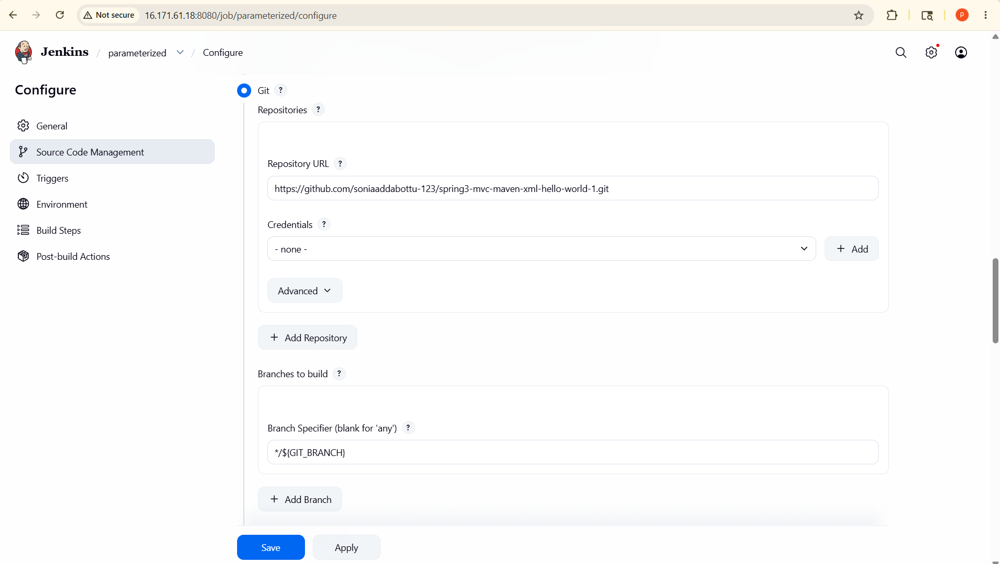 Not secure
16.171.61.18:8080/job/parameterized/configure
P
Jenkins / parameterized / Configure
Configure
General
Source Code Management
Triggers
Environment
Build Steps
Post-build Actions
Git ?
Repositories ?
Repository URL ?
https://github.com/soniaaddabottu-123/spring3-mvc-maven-xml-hello-world-1.git
Credentials ?
- none -
+ Add
Advanced
+ Add Repository
Branches to build ?
Branch Specifier (blank for 'any') ?
*/${GIT_BRANCH}
+ Add Branch
Save
Apply